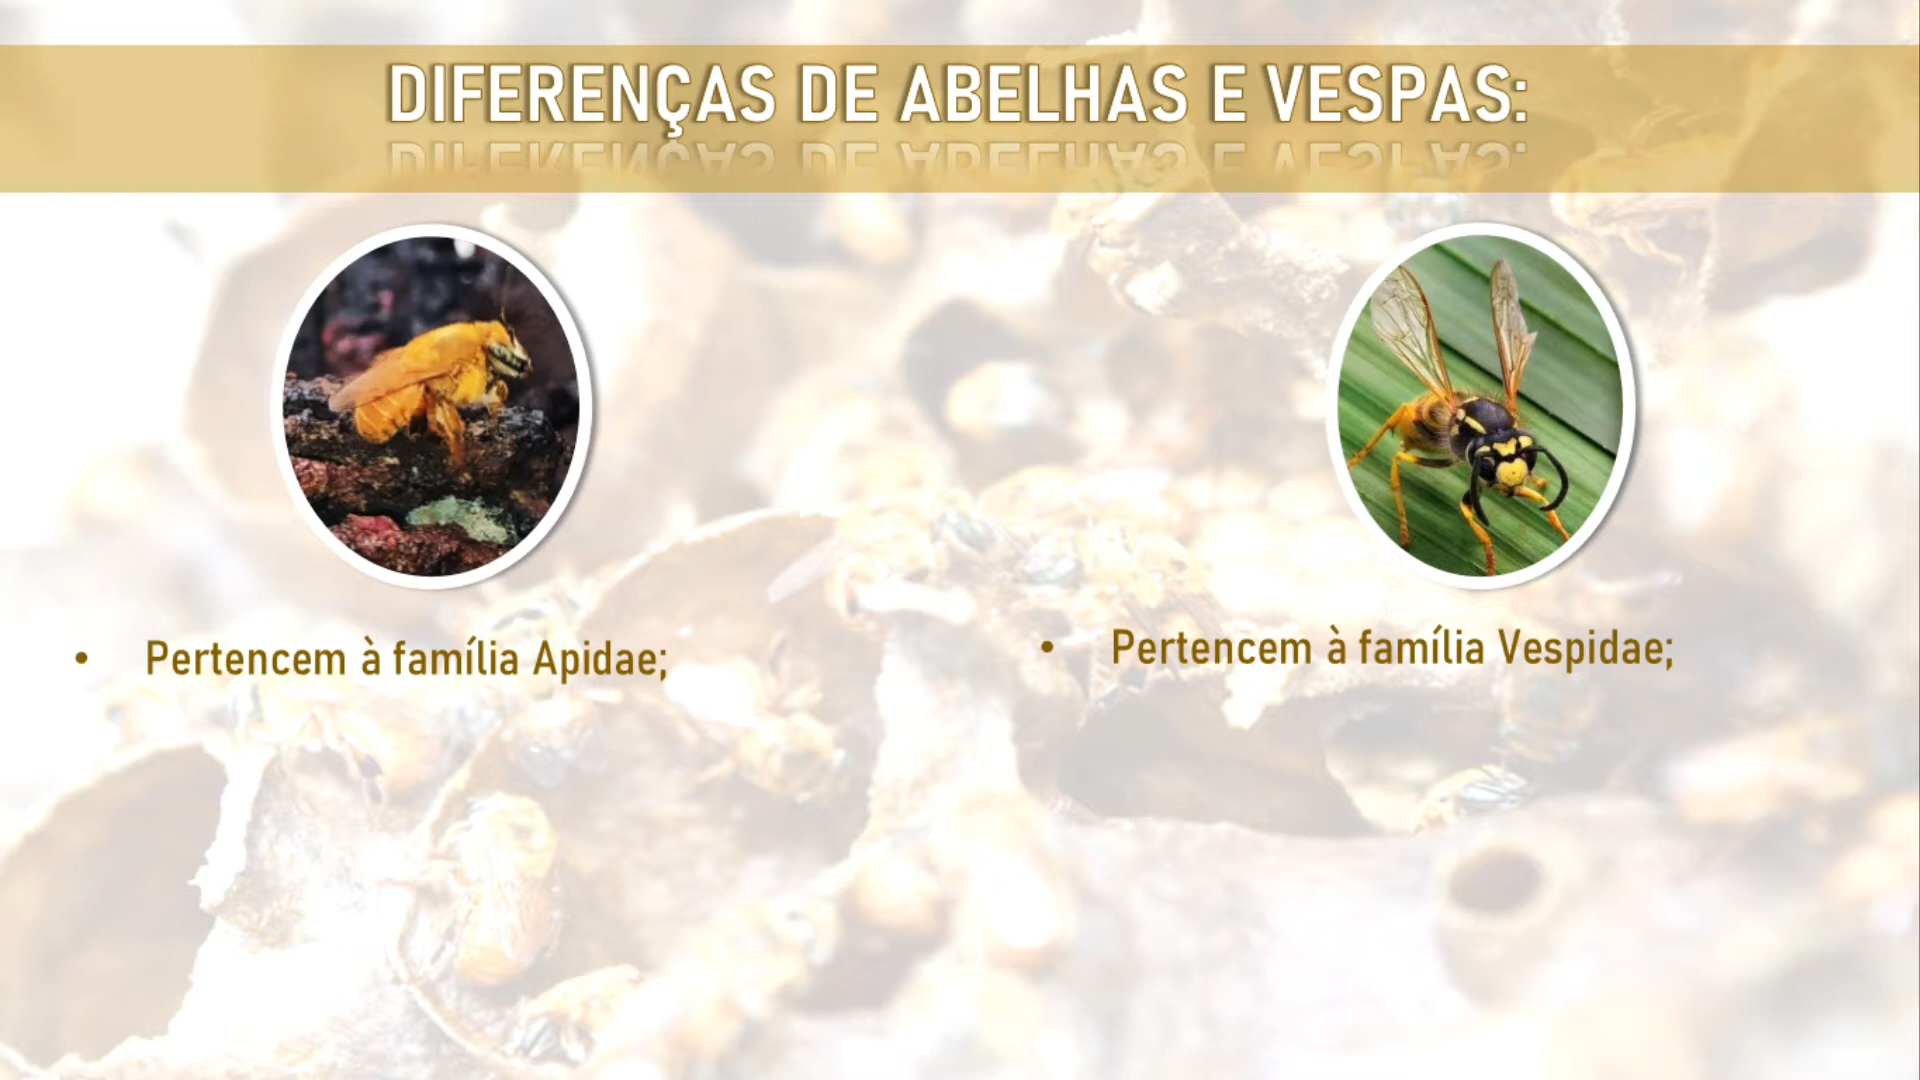 DIFERENÇAS DE ABELHAS E VESPAS:
• Pertencem à família Apidae;
• Pertencem à família Vespidae;